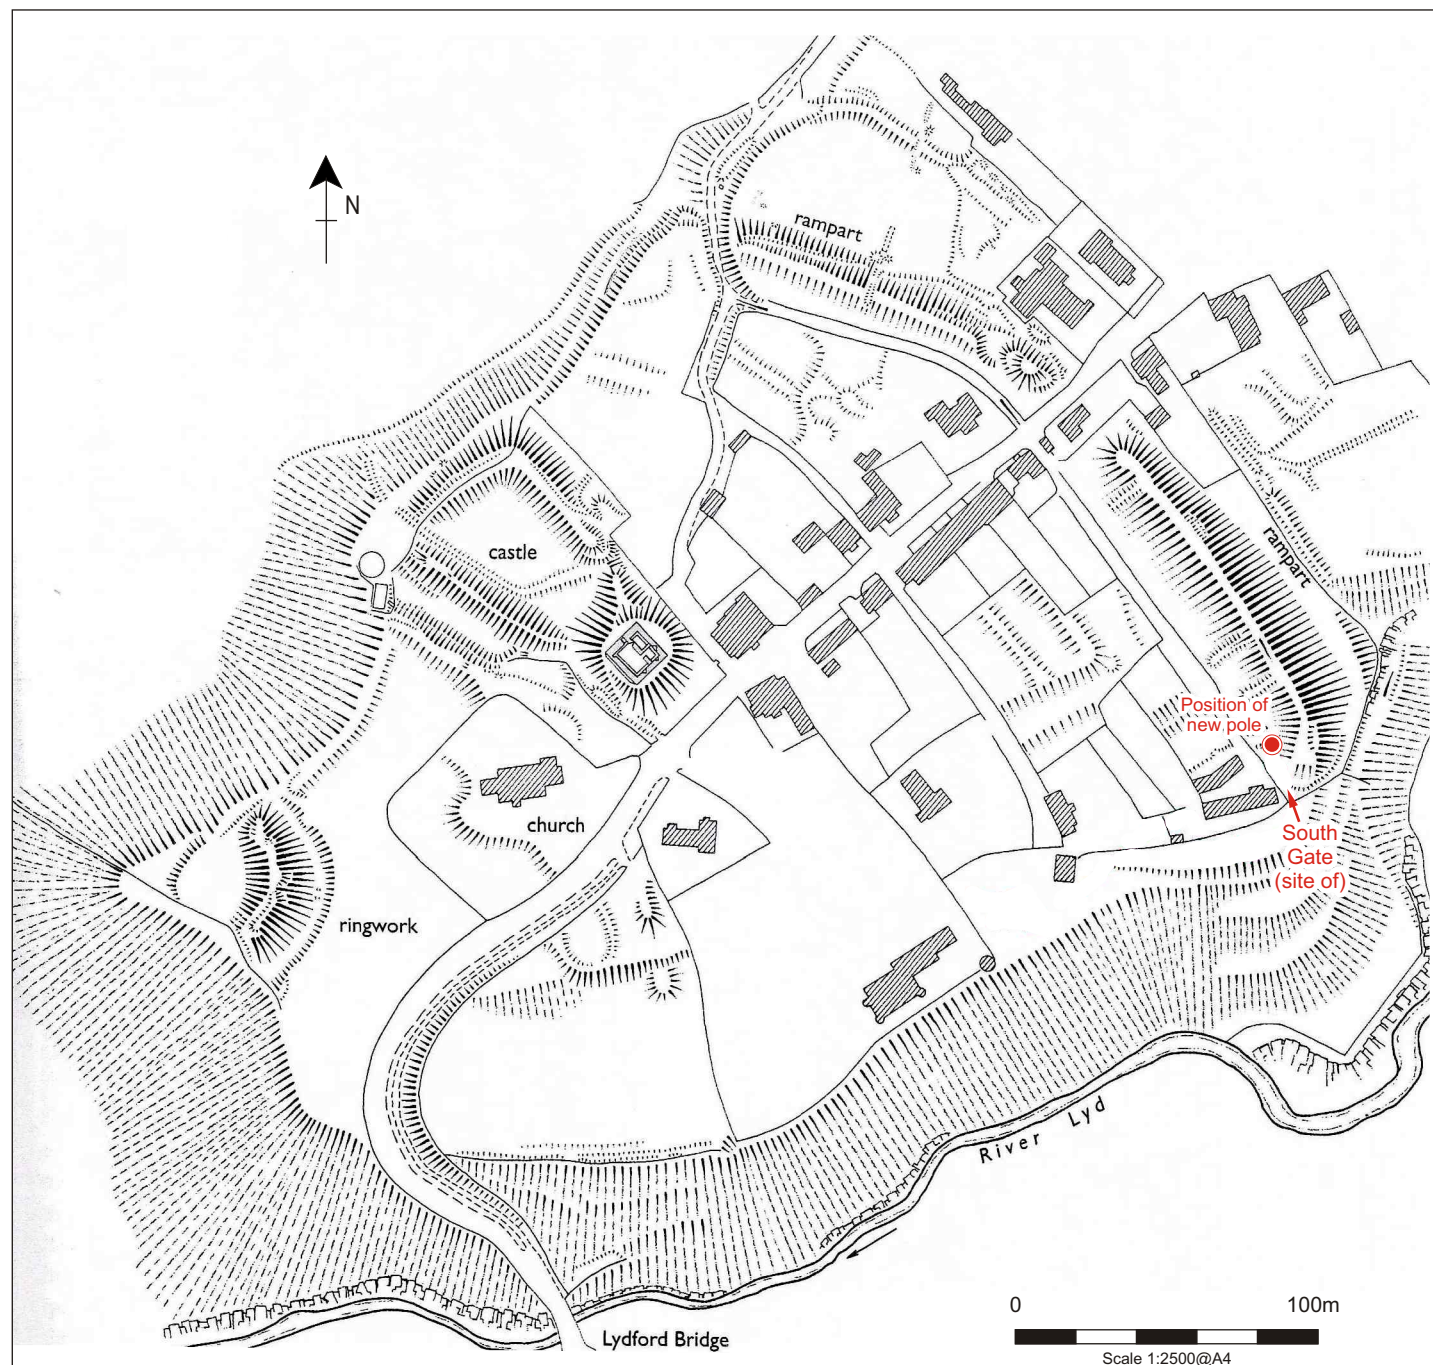 N
rampart
castle
rampart
Position of
new pole
church
South
Gate
(site of)
ringwork
River Lyd
0 100m
Lydford Bridge
Scale 1:2500@A4